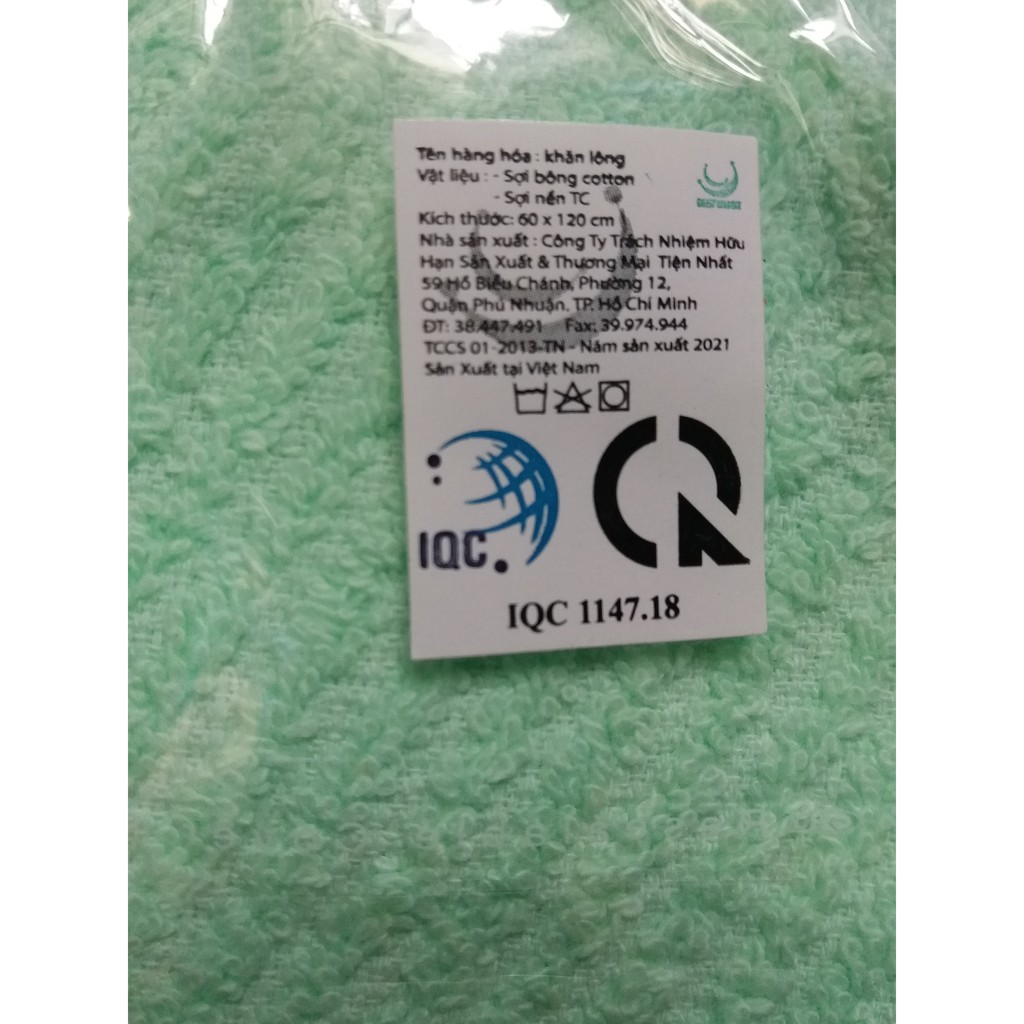 Tên hàng hóa : khăn lông
Vật liệu : - Sợi bông cotton
- Sợi nền TC
Kích thước: 60 x 120 cm
Nhà sản xuất : Công Ty Trách Nhiệm Hữu
Hạn Sản Xuất & Thương Mại Tiện Nhất
59 Hồ Biểu Chánh, Phường 12,
Quận Phú Nhuận, TP. Hồ Chí Minh
ĐT: 38.447.491 Fax: 39.974.944
TCCS 01-2013-TN - Năm sản xuất 2021
Sản Xuất tại Việt Nam
IQC
IQC 1147.18